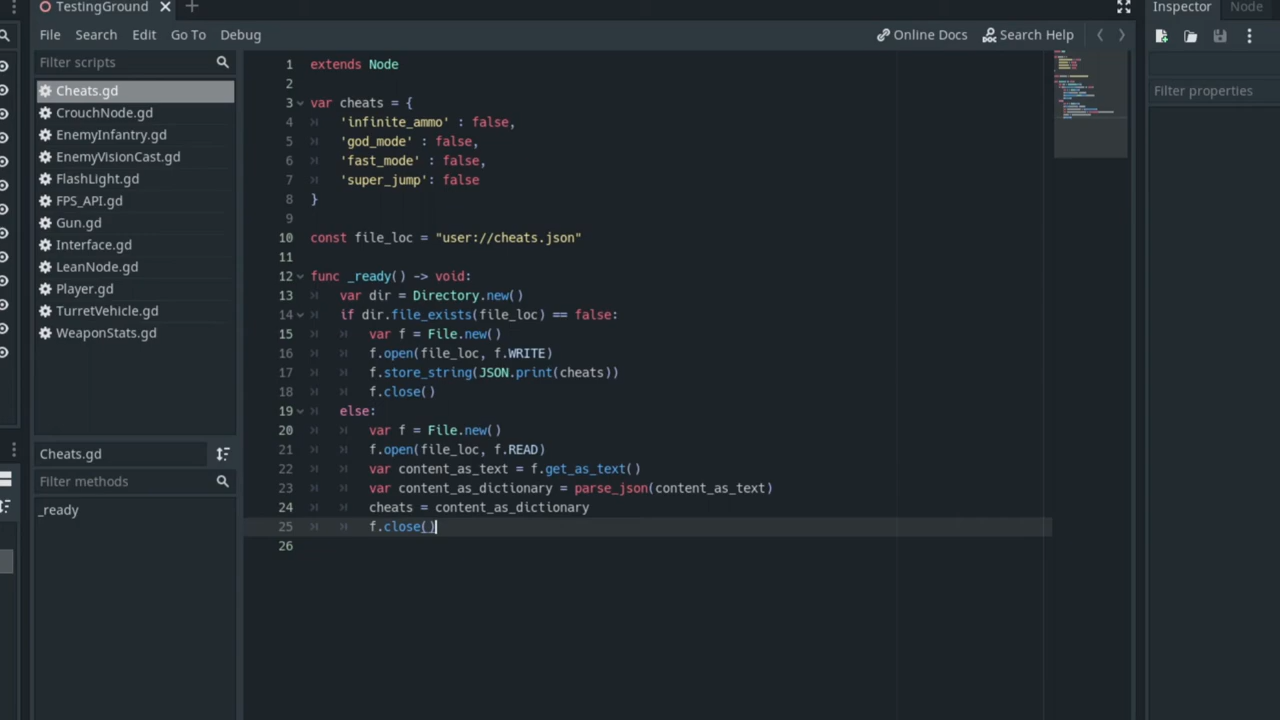 TestingGround
Inspector
Node
File Search Edit Go To Debug
Online Docs
Search Help
Filter scripts
Cheats.gd
CrouchNode.gd
EnemyInfantry.gd
EnemyVisionCast.gd
FlashLight.gd
FPS_API.gd
Gun.gd
Interface.gd
LeanNode.gd
Player.gd
TurretVehicle.gd
WeaponStats.gd
Cheats.gd
Filter methods
_ready
1 extends Node
2
3 var cheats = {
4 'infinite_ammo' : false,
5 'god_mode' : false,
6 'fast_mode' : false,
7 'super_jump': false
8 }
9
10 const file_loc = "user://cheats.json"
11
12 func _ready() -> void:
13 var dir = Directory.new()
14 if dir.file_exists(file_loc) == false:
15 var f = File.new()
16 f.open(file_loc, f.WRITE)
17 f.store_string(JSON.print(cheats))
18 f.close()
19 else:
20 var f = File.new()
21 f.open(file_loc, f.READ)
22 var content_as_text = f.get_as_text()
23 var content_as_dictionary = parse_json(content_as_text)
24 cheats = content_as_dictionary
25 f.close()
26
Filter properties